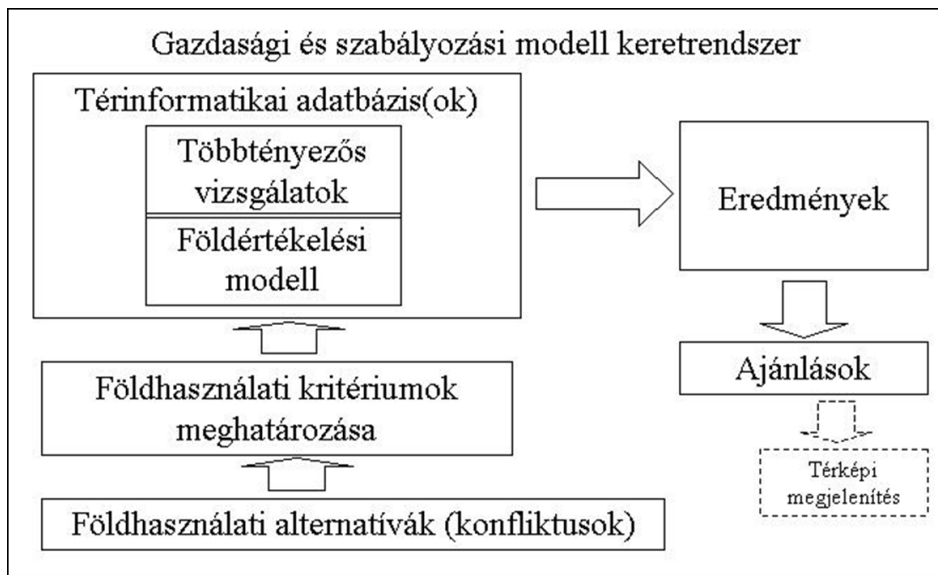 Gazdasági és szabályozási modell keretrendszer
Térinformatikai adatbázis(ok)
Többtényezős
vizsgálatok
Földértékelési
modell
Földhasználati kritériumok
meghatározása
Földhasználati alternatívák (konfliktusok)
Eredmények
Ajánlások
Térképi
megjelenítés